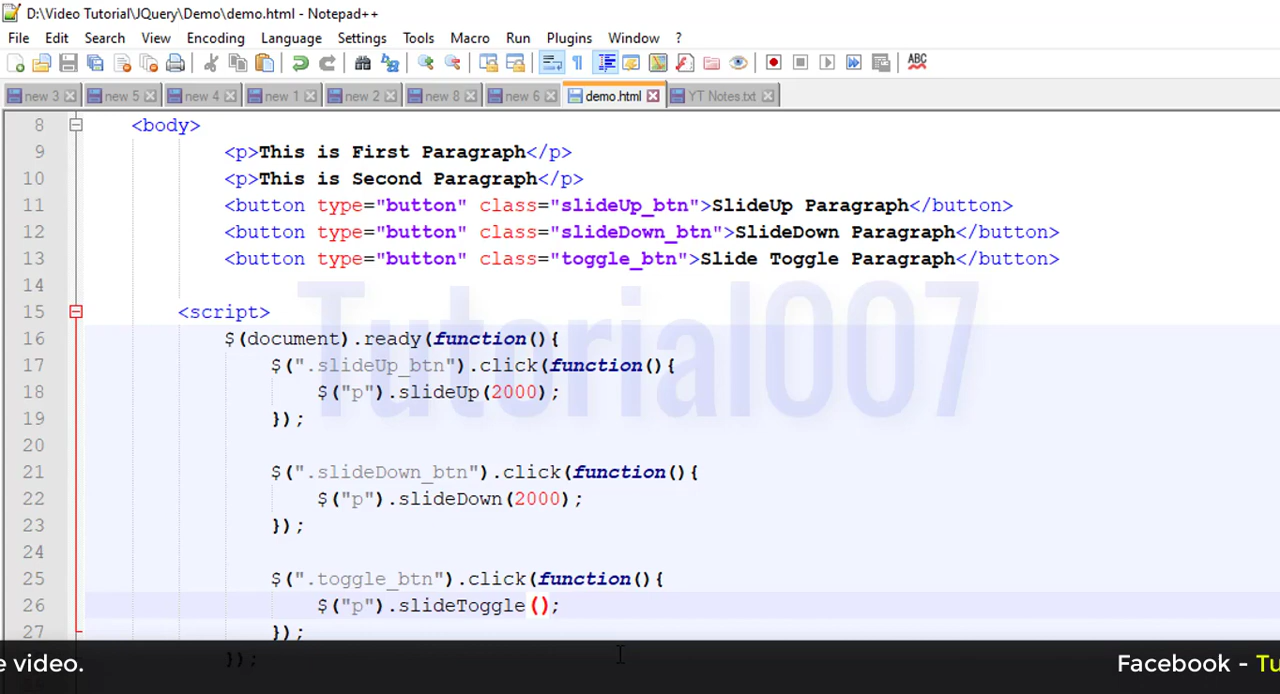 D:\Video Tutorial\JQuery\Demo\demo.html - Notepad++
File Edit Search View Encoding Language Settings Tools Macro Run Plugins Window ?
ABC
new 3 new 5 new 4 new 1 new 2 new 8 new 6 demo.html YT Notes.txt
8 <body>
9 <p>This is First Paragraph</p>
10 <p>This is Second Paragraph</p>
11 <button type="button" class="slideUp_btn">SlideUp Paragraph</button>
12 <button type="button" class="slideDown_btn">SlideDown Paragraph</button>
13 <button type="button" class="toggle_btn">Slide Toggle Paragraph</button>
14
15 <script>
Tutorial007
16 $(document).ready(function(){
17 $(".slideUp_btn").click(function(){
18 $("p").slideUp(2000);
19 });
20
21 $(".slideDown_btn").click(function(){
22 $("p").slideDown(2000);
23 });
24
25 $(".toggle_btn").click(function(){
26 $("p").slideToggle();
27 });
});
e video. Facebook - Tu